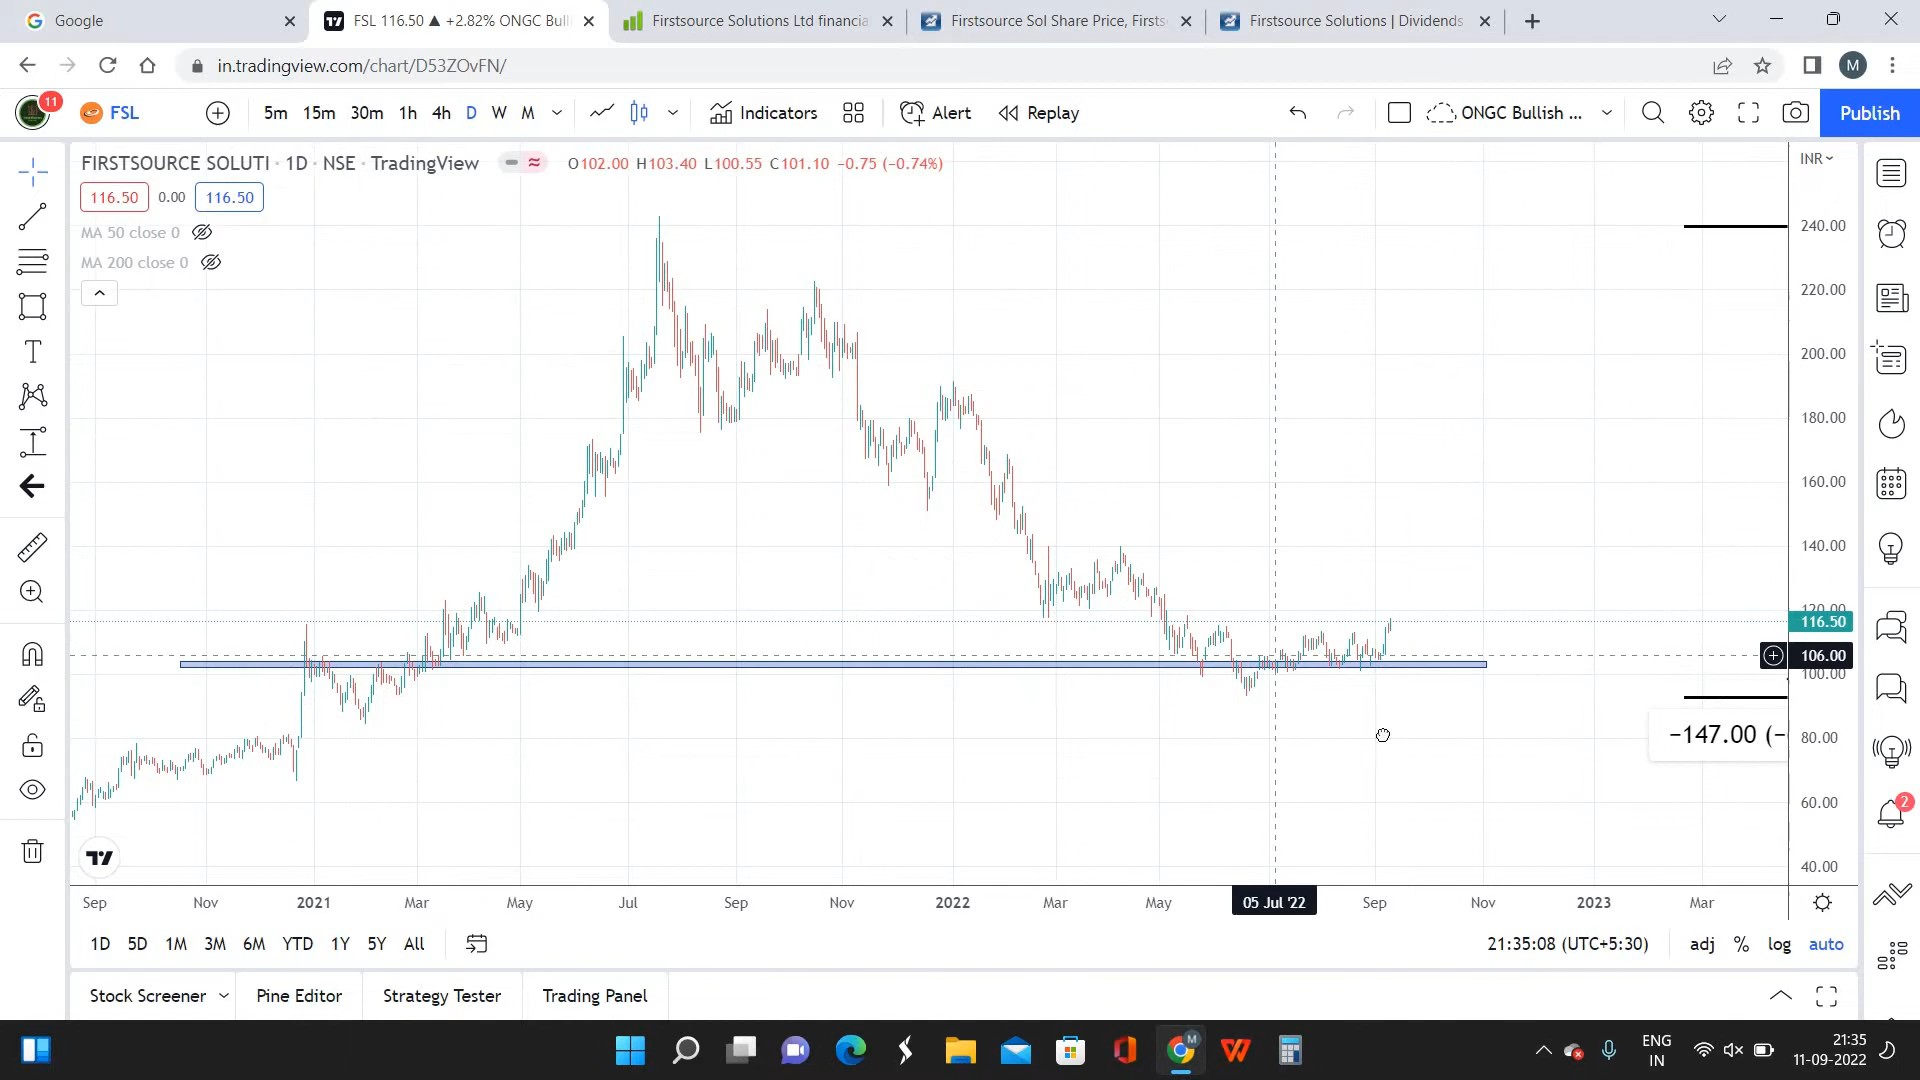 Google
FSL 116.50 ▲ +2.82% ONGC Bull
Firstsource Solutions Ltd financia
Firstsource Sol Share Price, Firsts
Firstsource Solutions | Dividends
in.tradingview.com/chart/D53ZOvFN/
M
11
FSL
5m 15m 30m 1h 4h D W M
Indicators
Alert
Replay
ONGC Bullish ...
Publish
FIRSTSOURCE SOLUTI · 1D · NSE · TradingView
O102.00 H103.40 L100.55 C101.10 −0.75 (−0.74%)
INR
116.50 0.00 116.50
MA 50 close 0
MA 200 close 0
240.00
220.00
200.00
180.00
160.00
140.00
120.00
116.50
106.00
100.00
−147.00 (−
80.00
60.00
40.00
2
Sep Nov 2021 Mar May Jul Sep Nov 2022 Mar May 05 Jul '22 Sep Nov 2023 Mar
1D 5D 1M 3M 6M YTD 1Y 5Y All
21:35:08 (UTC+5:30) adj % log auto
Stock Screener Pine Editor Strategy Tester Trading Panel
ENG
IN
21:35
11-09-2022